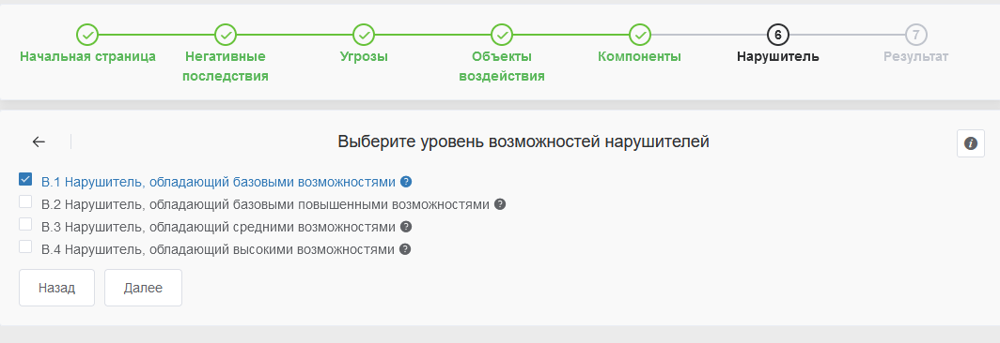 6
7
Начальная страница
Негативные
последствия
Угрозы
Объекты
воздействия
Компоненты
Нарушитель
Результат
Выберите уровень возможностей нарушителей
В.1 Нарушитель, обладающий базовыми возможностями
В.2 Нарушитель, обладающий базовыми повышенными возможностями
В.3 Нарушитель, обладающий средними возможностями
В.4 Нарушитель, обладающий высокими возможностями
Назад
Далее